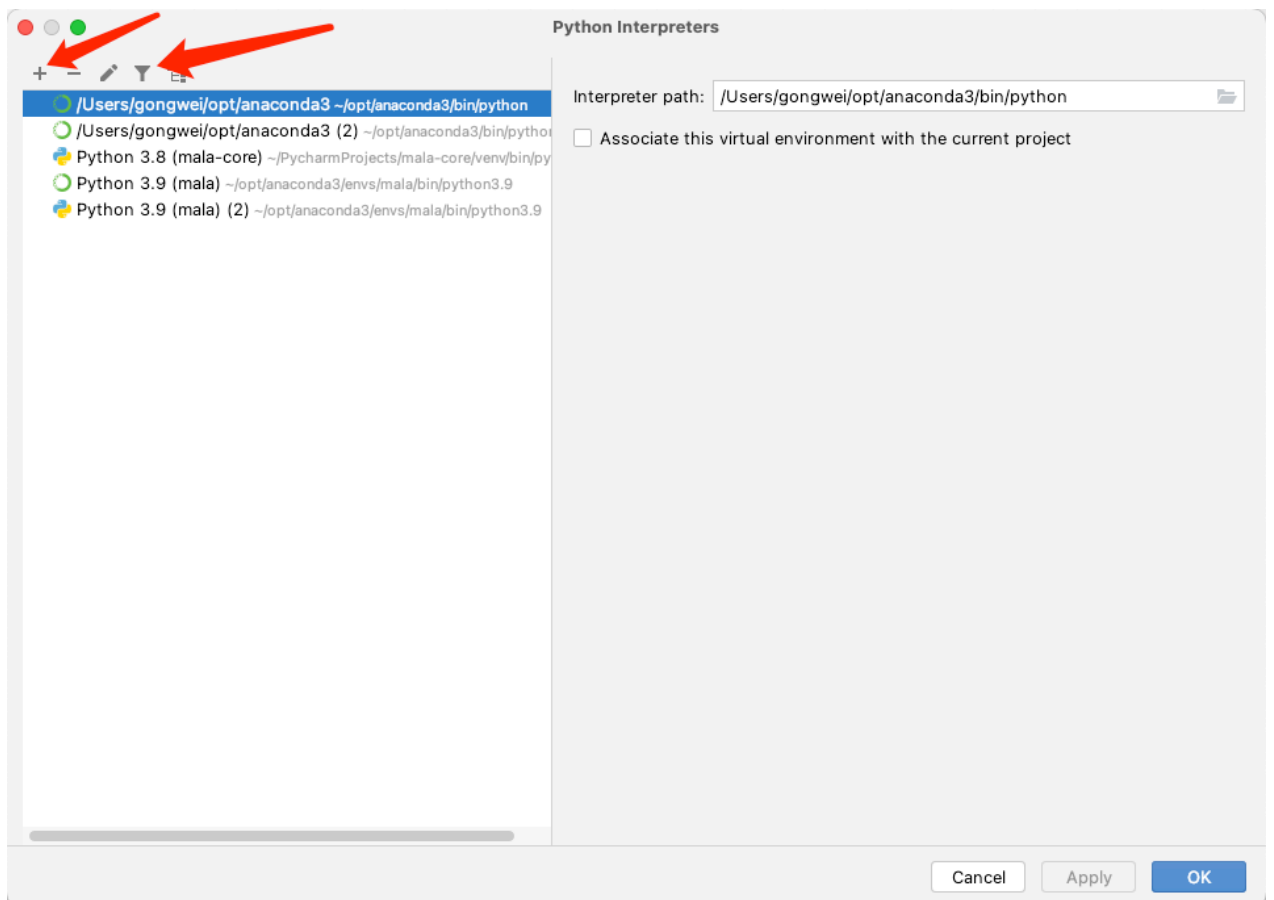 Python Interpreters
/Users/gongwei/opt/anaconda3 ~/opt/anaconda3/bin/python
/Users/gongwei/opt/anaconda3 (2) ~/opt/anaconda3/bin/python
Python 3.8 (mala-core) ~/PycharmProjects/mala-core/venv/bin/py
Python 3.9 (mala) ~/opt/anaconda3/envs/mala/bin/python3.9
Python 3.9 (mala) (2) ~/opt/anaconda3/envs/mala/bin/python3.9
Interpreter path: /Users/gongwei/opt/anaconda3/bin/python
Associate this virtual environment with the current project
Cancel
Apply
OK